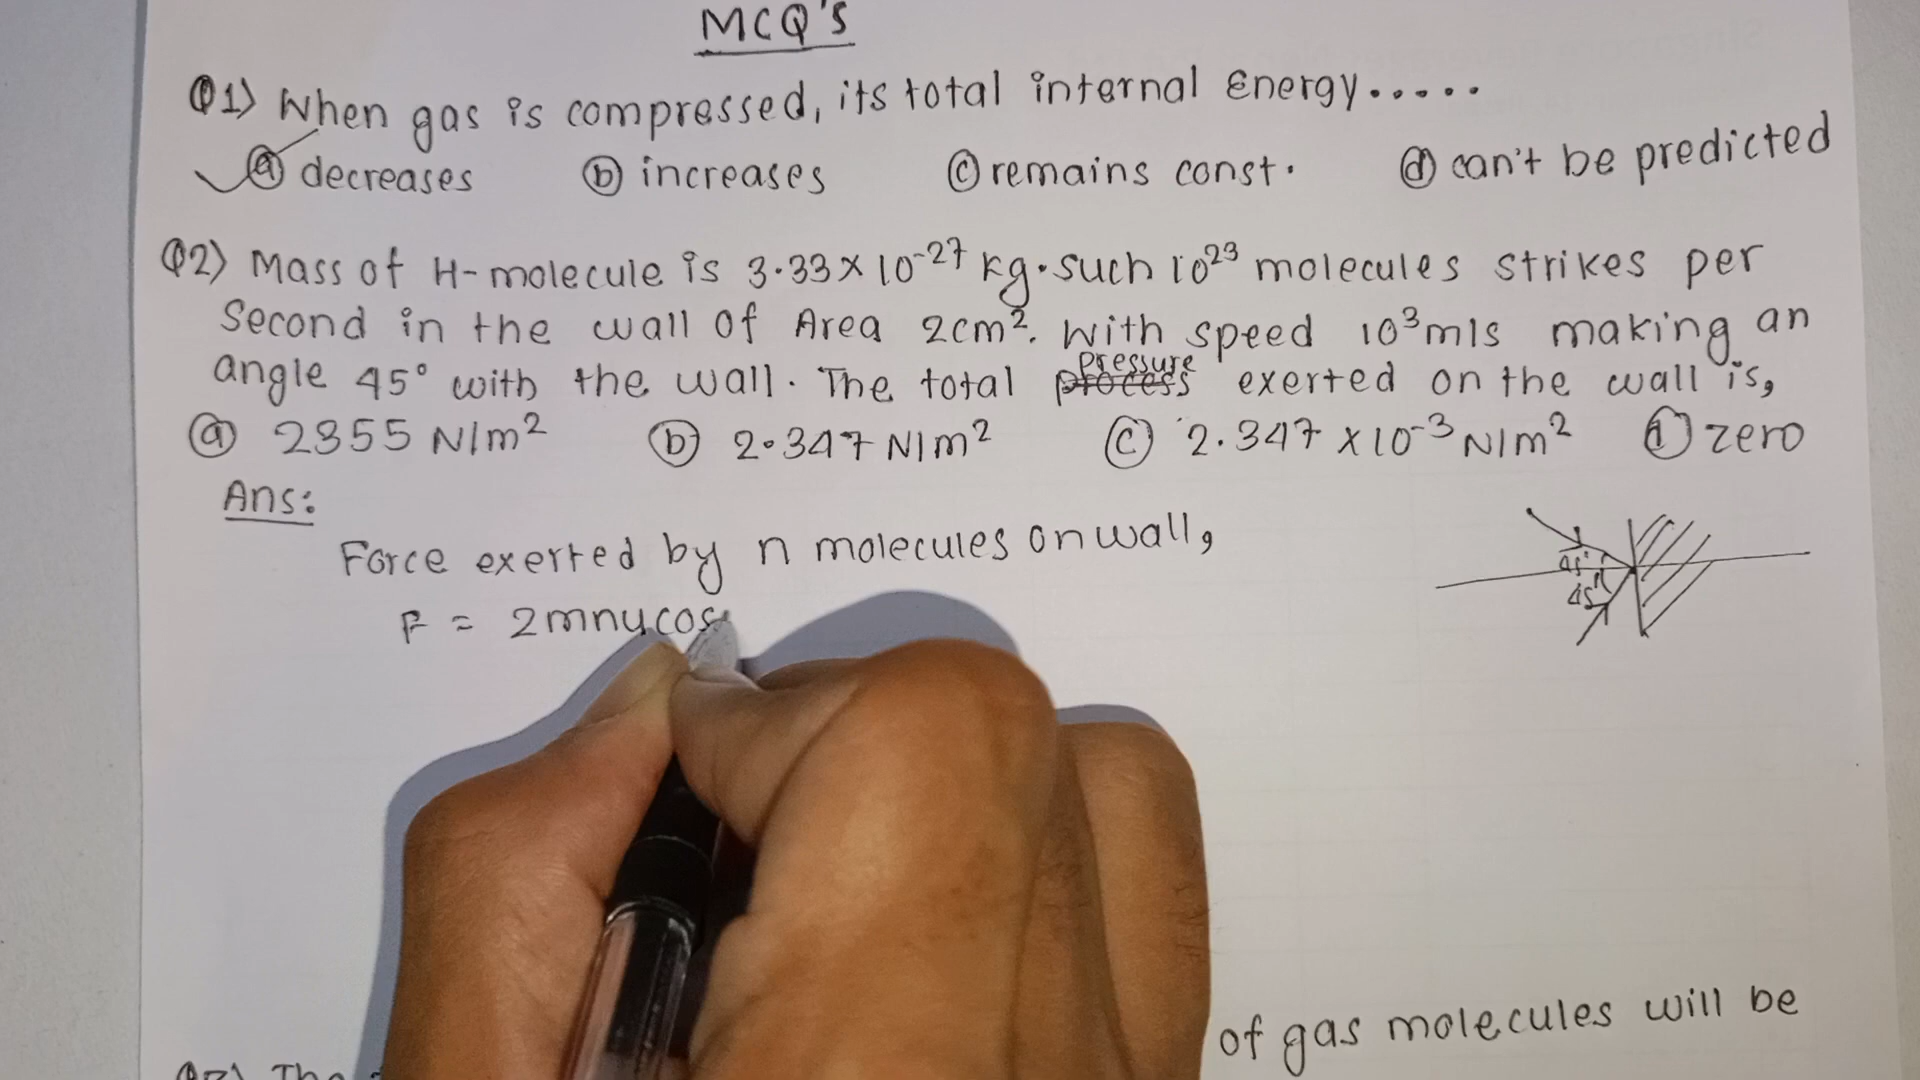 MCQ's
Q1) When gas is compressed, its total internal Energy.....
(a) decreases (b) increases (c) remains const. (d) can't be predicted
Q2) Mass of H-molecule is 3.33×10⁻²⁷ kg. such 10²³ molecules strikes per
Second in the wall of Area 2cm². With speed 10³m/s making an
angle 45° with the wall. The total process pressure exerted on the wall is,
(a) 2355 N/m² (b) 2.347 N/m² (c) 2.347 ×10⁻³ N/m² (d) zero
Ans:
Force exerted by n molecules on wall,
F = 2mnucos
45°
45°
of gas molecules will be